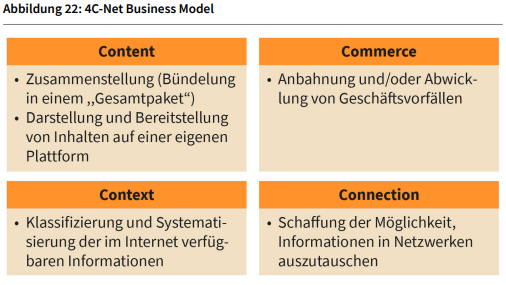 Abbildung 22: 4C-Net Business Model
Content
• Zusammenstellung (Bündelung
in einem „Gesamtpaket“)
• Darstellung und Bereitstellung
von Inhalten auf einer eigenen
Plattform
Commerce
• Anbahnung und/oder Abwick-
lung von Geschäftsvorfällen
Context
• Klassifizierung und Systemati-
sierung der im Internet verfüg-
baren Informationen
Connection
• Schaffung der Möglichkeit,
Informationen in Netzwerken
auszutauschen